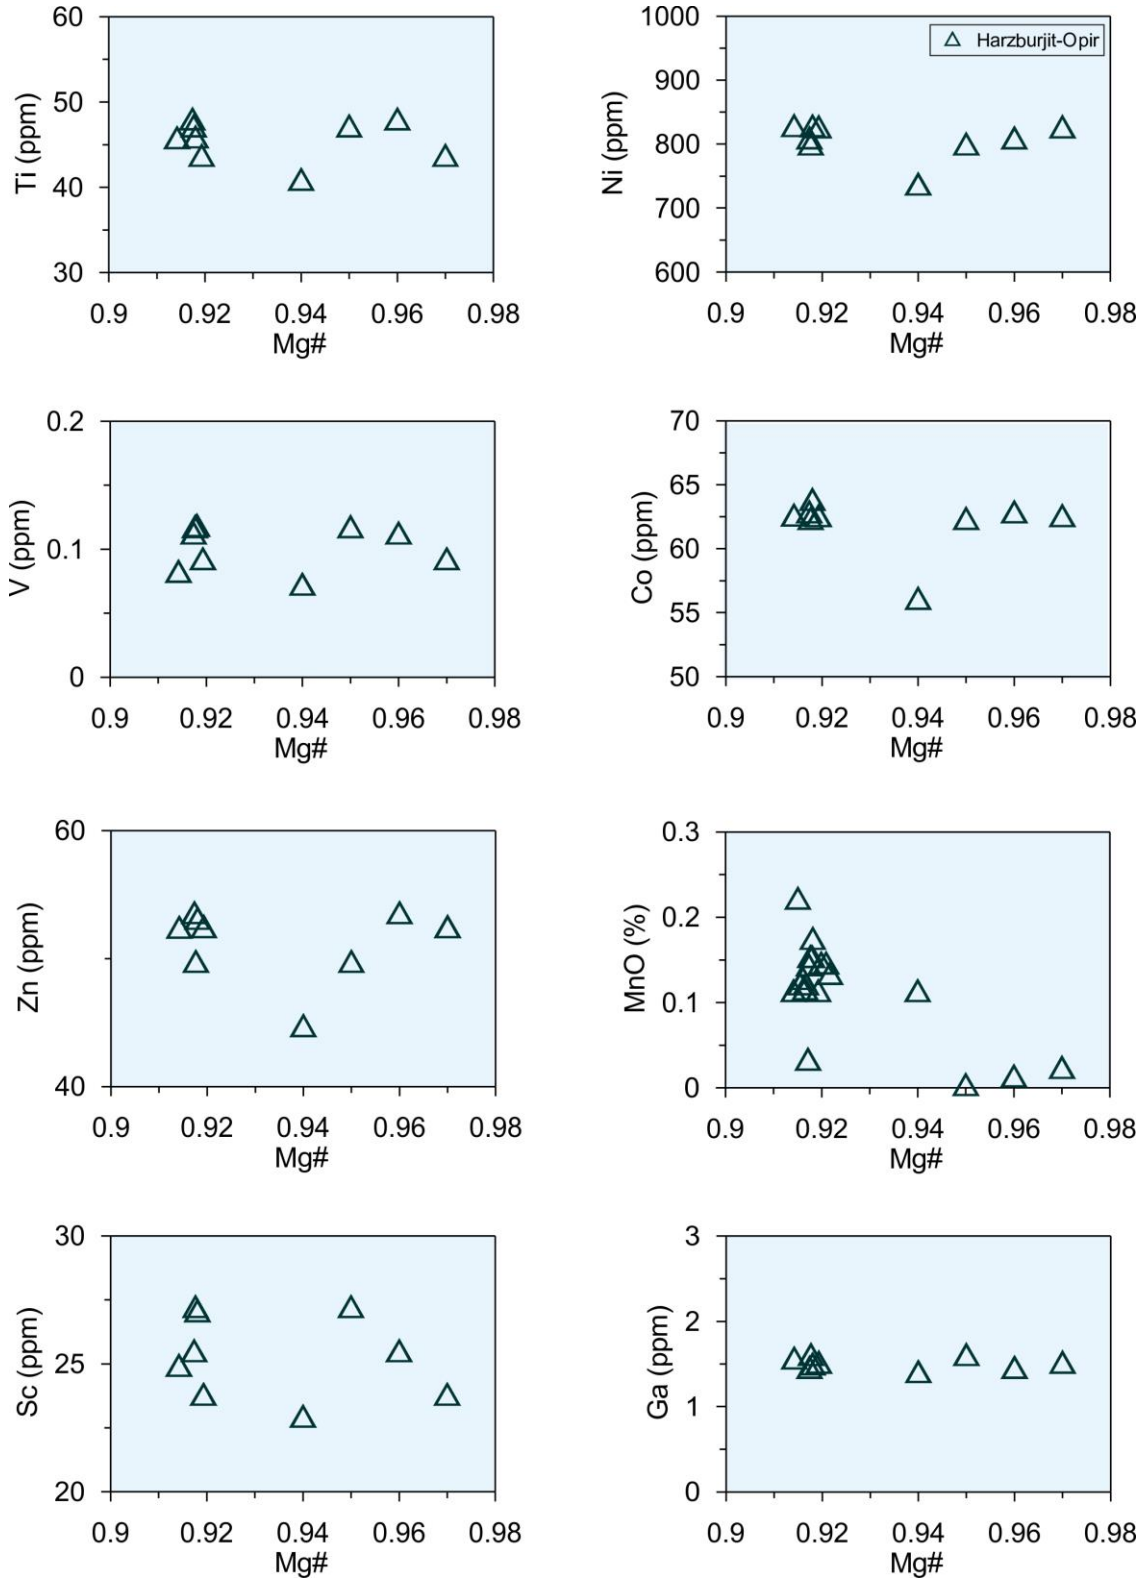 60
50
40
30
Ti (ppm)
0.9 0.92 0.94 0.96 0.98
Mg#
1000
900
800
700
600
Ni (ppm)
Harzburjit-Opir
0.9 0.92 0.94 0.96 0.98
Mg#
0.2
0.1
0
V (ppm)
0.9 0.92 0.94 0.96 0.98
Mg#
70
65
60
55
50
Co (ppm)
0.9 0.92 0.94 0.96 0.98
Mg#
60
40
Zn (ppm)
0.9 0.92 0.94 0.96 0.98
Mg#
0.3
0.2
0.1
0
MnO (%)
0.9 0.92 0.94 0.96 0.98
Mg#
30
25
20
Sc (ppm)
0.9 0.92 0.94 0.96 0.98
Mg#
3
2
1
0
Ga (ppm)
0.9 0.92 0.94 0.96 0.98
Mg#